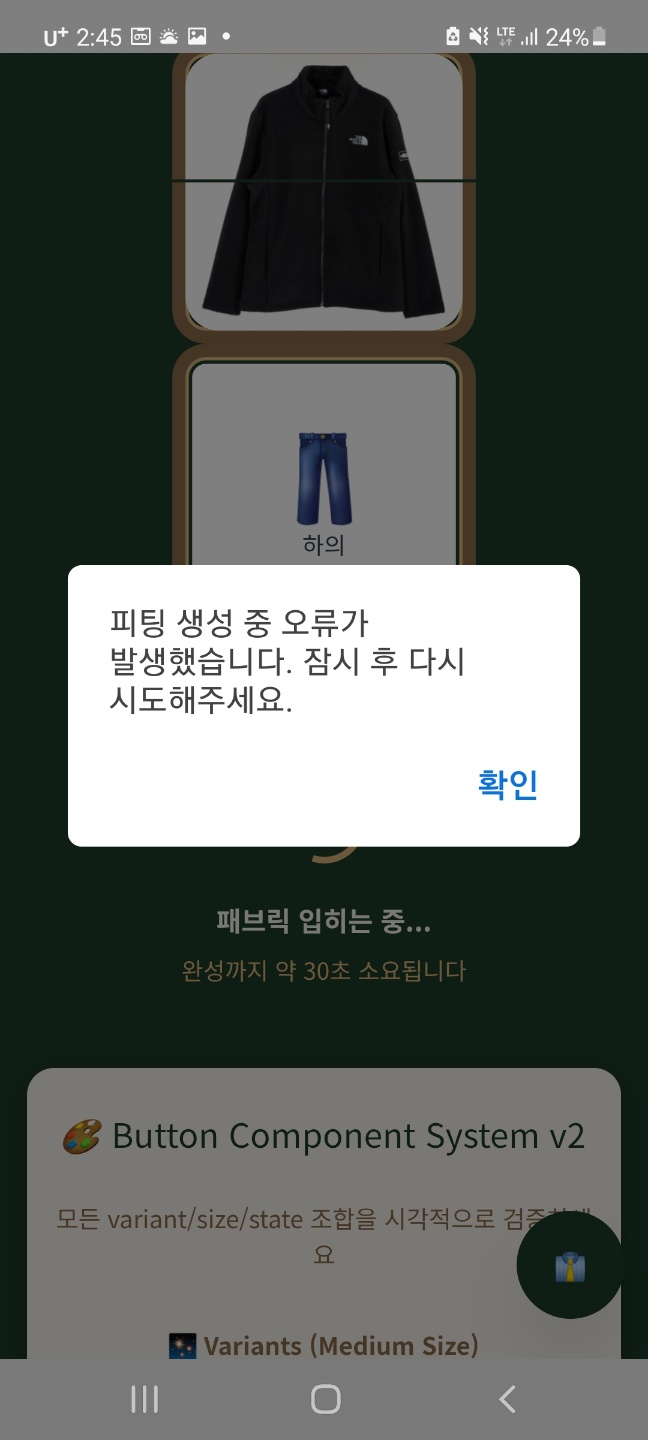 U+ 2:45
LTE
24%
하의
피팅 생성 중 오류가
발생했습니다. 잠시 후 다시
시도해주세요.
확인
패브릭 입히는 중...
완성까지 약 30초 소요됩니다
Button Component System v2
모든 variant/size/state 조합을 시각적으로
요
Variants (Medium Size)